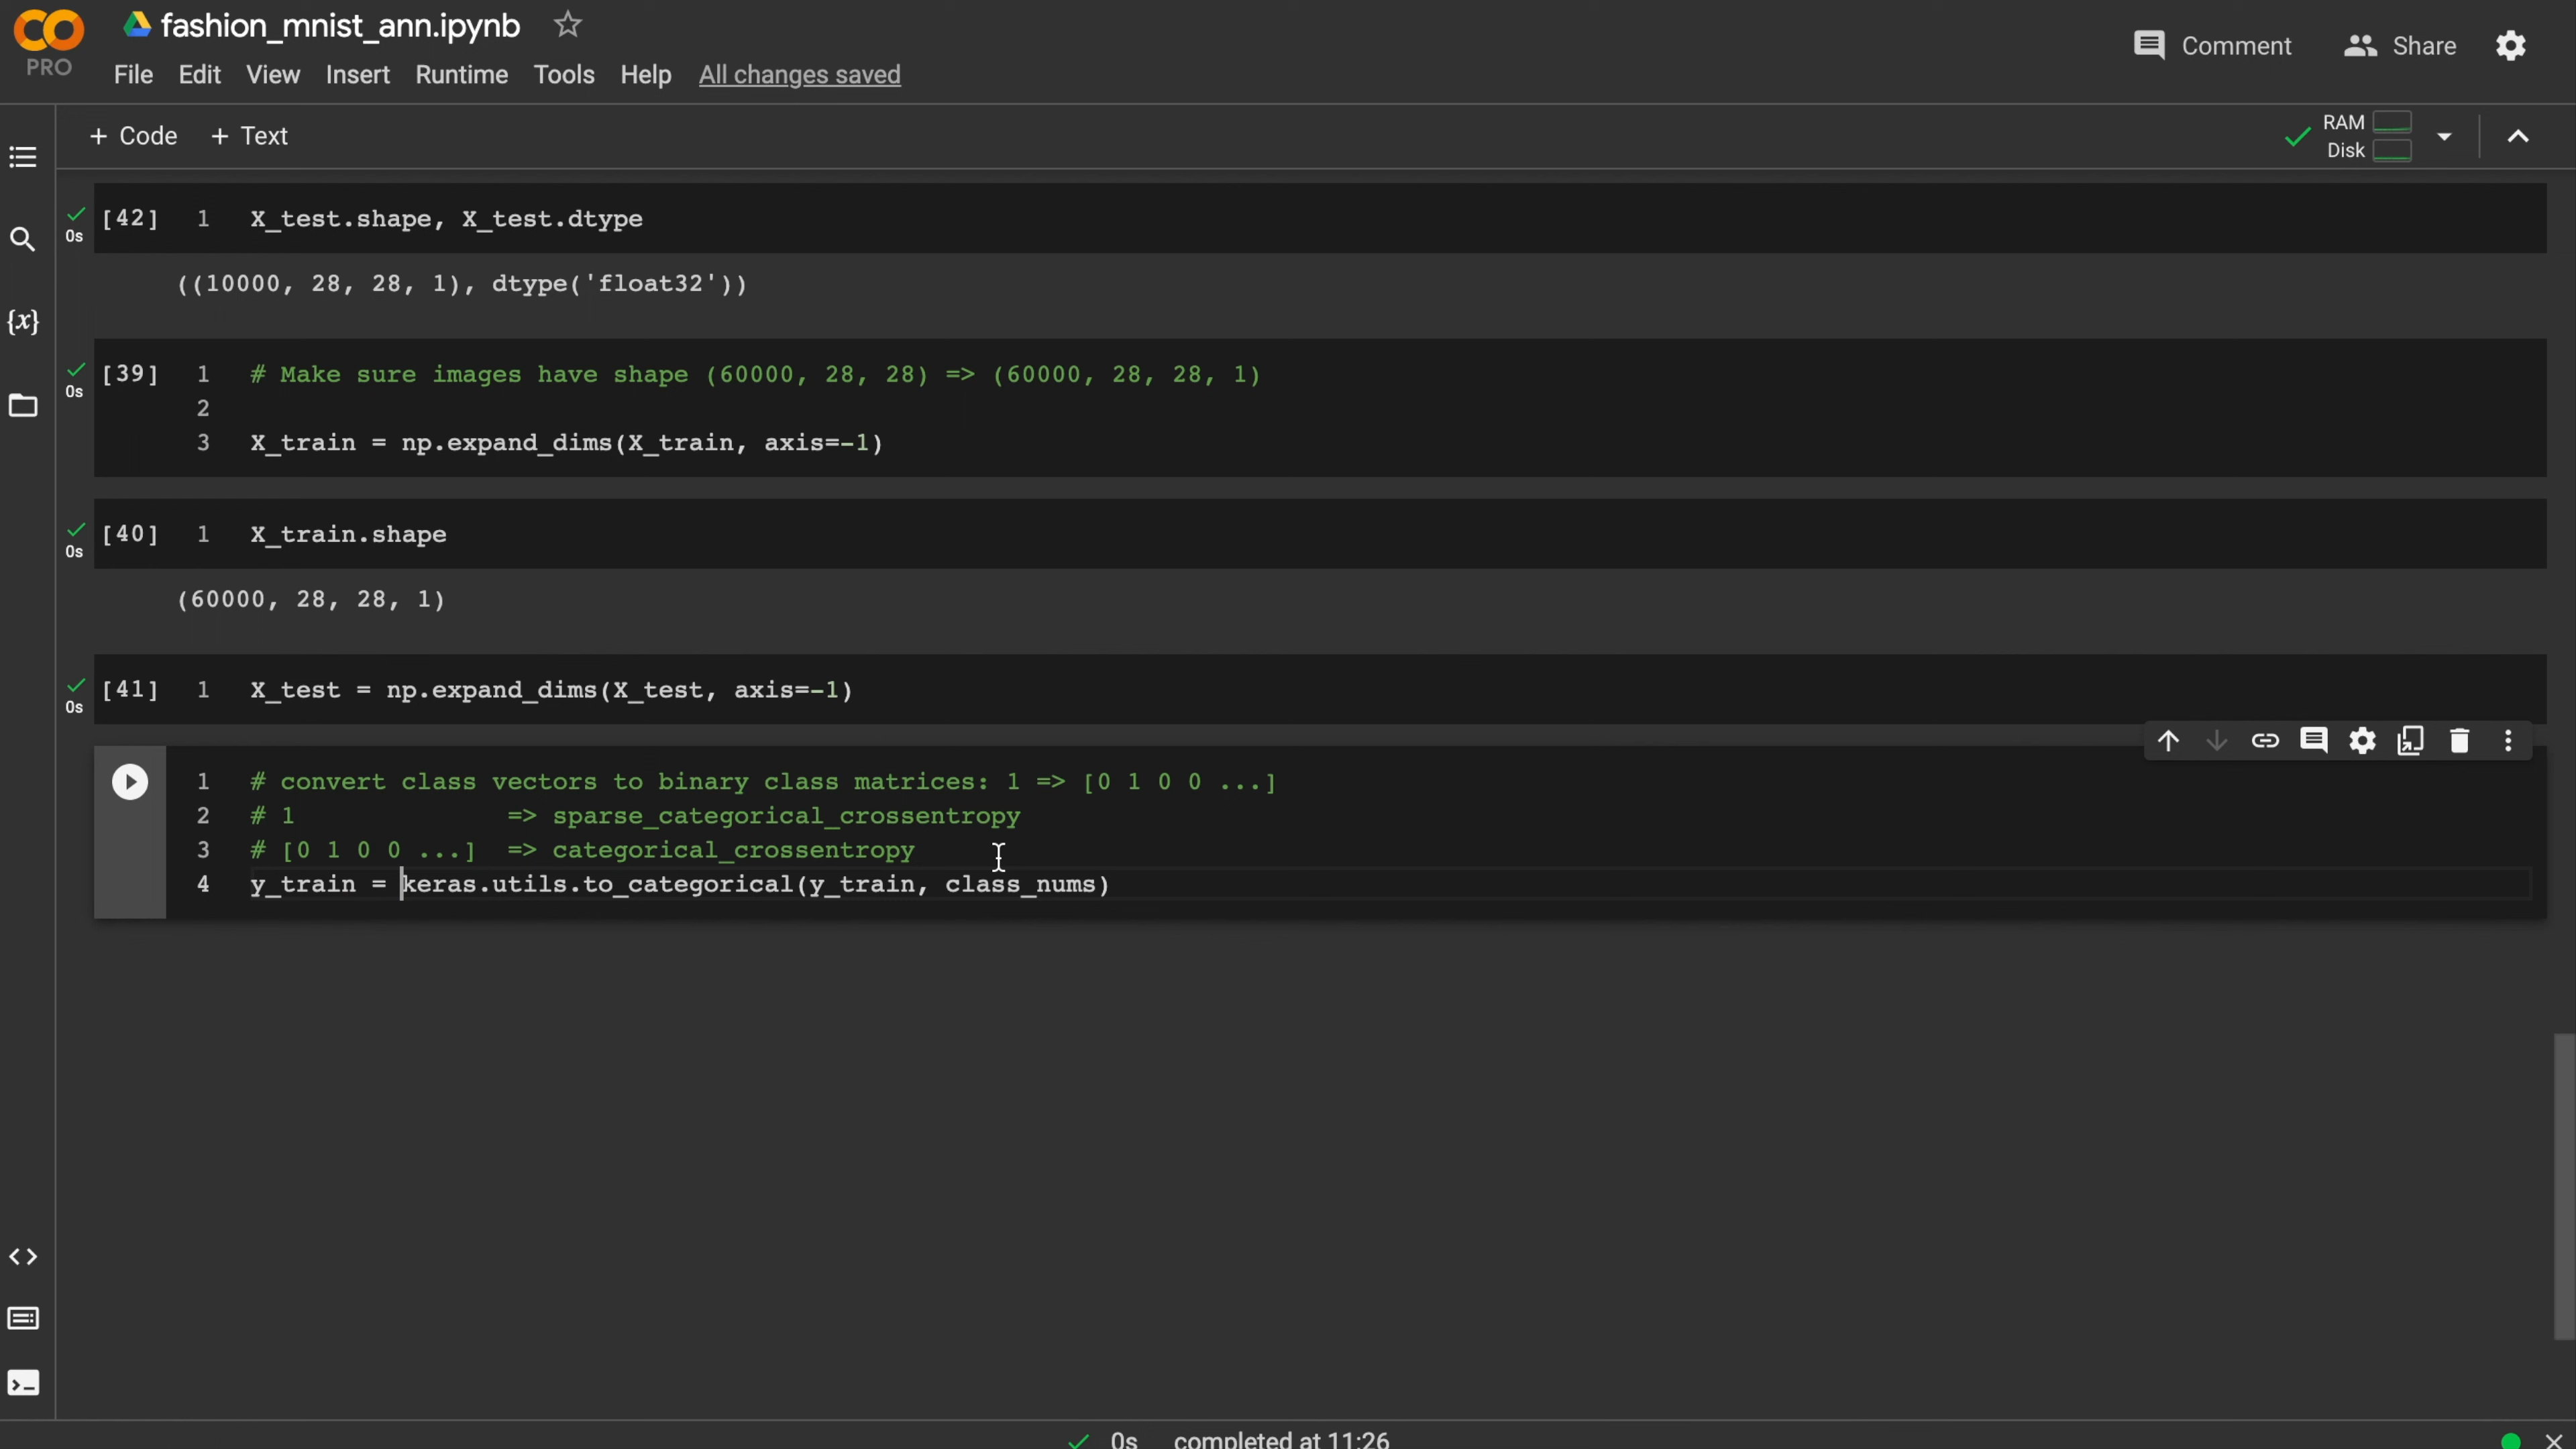 fashion_mnist_ann.ipynb
PRO
File Edit View Insert Runtime Tools Help All changes saved
Comment Share
+ Code + Text
RAM
Disk
[42] 1 X_test.shape, X_test.dtype
0s
((10000, 28, 28, 1), dtype('float32'))
[39] 1 # Make sure images have shape (60000, 28, 28) => (60000, 28, 28, 1)
0s
2
3 X_train = np.expand_dims(X_train, axis=-1)
[40] 1 X_train.shape
0s
(60000, 28, 28, 1)
[41] 1 X_test = np.expand_dims(X_test, axis=-1)
0s
1 # convert class vectors to binary class matrices: 1 => [0 1 0 0 ...]
2 # 1 => sparse_categorical_crossentropy
3 # [0 1 0 0 ...] => categorical_crossentropy
4 y_train = keras.utils.to_categorical(y_train, class_nums)
0s completed at 11:26